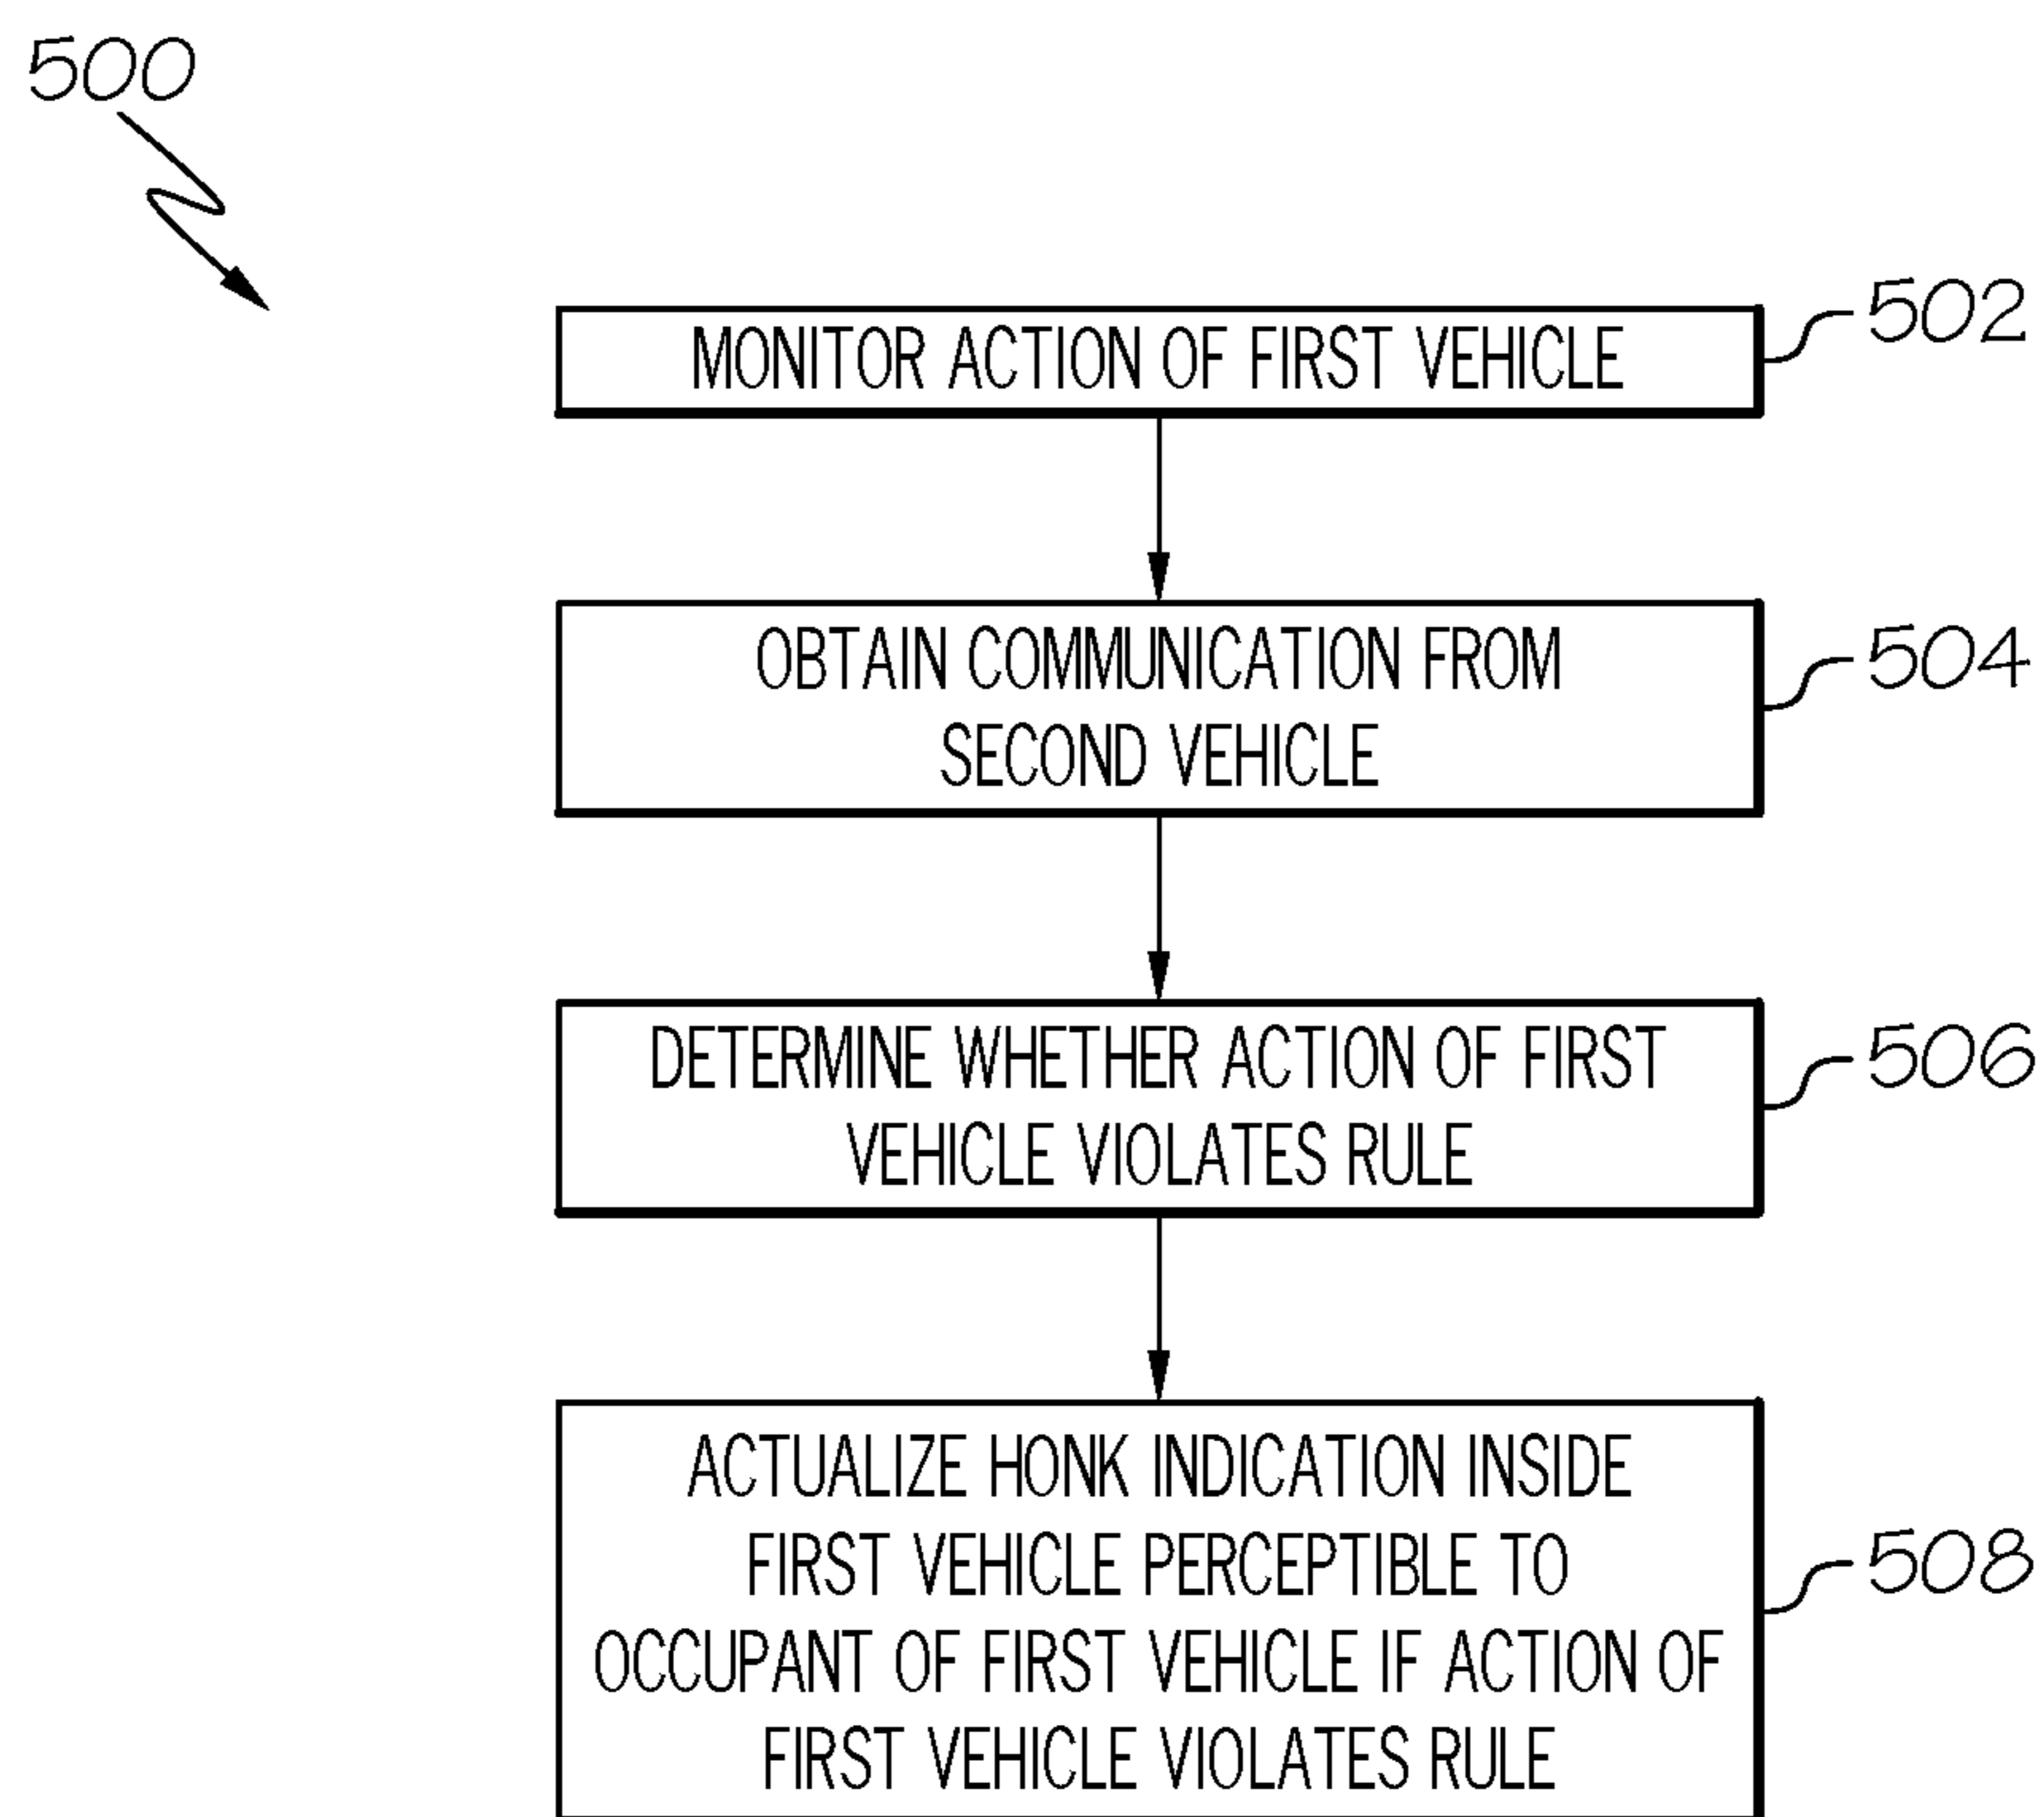 500
MONITOR ACTION OF FIRST VEHICLE
502
OBTAIN COMMUNICATION FROM
SECOND VEHICLE
504
DETERMINE WHETHER ACTION OF FIRST
VEHICLE VIOLATES RULE
506
ACTUALIZE HONK INDICATION INSIDE
FIRST VEHICLE PERCEPTIBLE TO
OCCUPANT OF FIRST VEHICLE IF ACTION OF
FIRST VEHICLE VIOLATES RULE
508